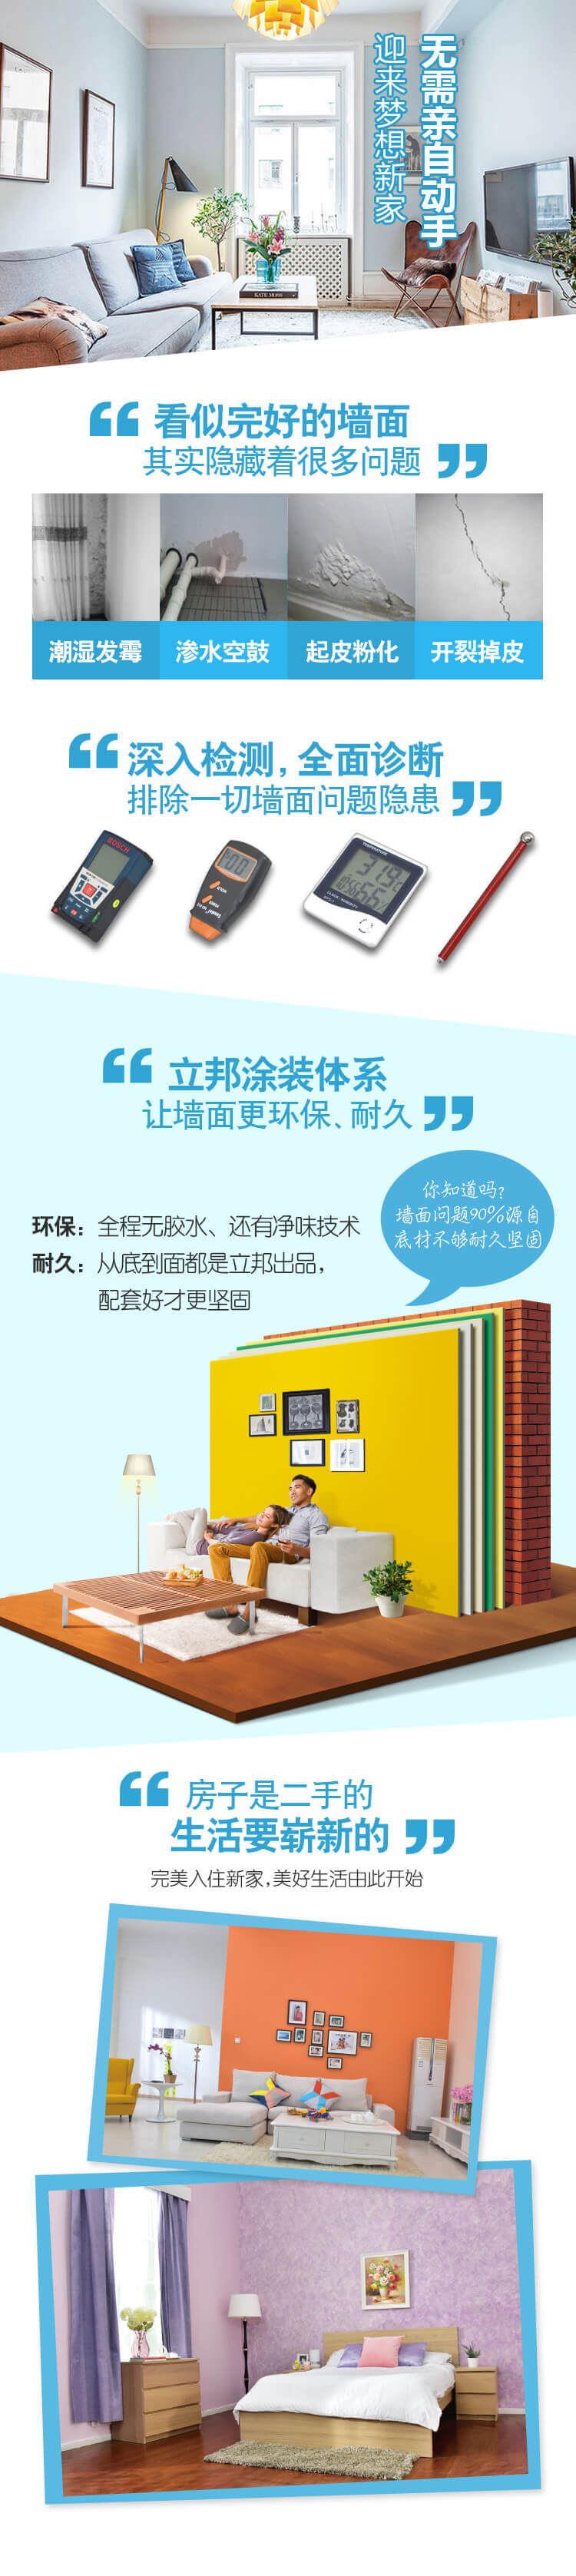 无需亲自动手
迎来梦想新家
KATE MOSS
“ 看似完好的墙面
其实隐藏着很多问题 ”
潮湿发霉 渗水空鼓 起皮粉化 开裂掉皮
“ 深入检测，全面诊断
排除一切墙面问题隐患 ”
BOSCH
“ 立邦涂装体系
让墙面更环保、耐久 ”
你知道吗？
墙面问题90%源自
底材不够耐久坚固
环保：全程无胶水、还有净味技术
耐久：从底到面都是立邦出品，
配套好才更坚固
“ 房子是二手的
生活要崭新的 ”
完美入住新家，美好生活由此开始